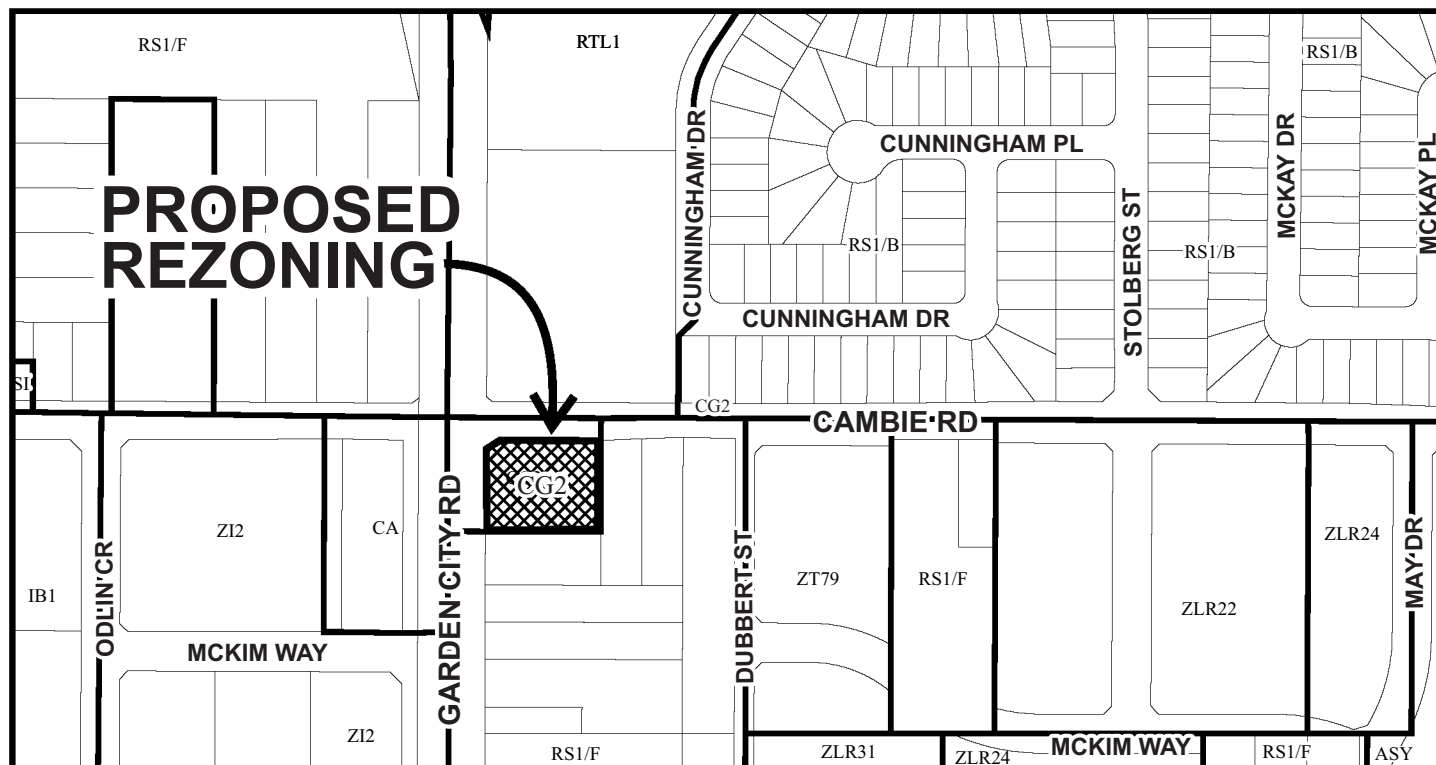 RS1/F
RTL1
RS1/B
CUNNINGHAM DR
CUNNINGHAM PL
STOLBERG ST
MCKAY DR
MCKAY PL
PROPOSED
REZONING
RS1/B
RS1/B
CUNNINGHAM DR
SI
CG2
CAMBIE RD
CG2
GARDEN CITY RD
ZI2
CA
IB1
ODLIN CR
MCKIM WAY
ZI2
RS1/F
DUBBERT ST
ZT79
RS1/F
ZLR22
ZLR24
MAY DR
ZLR31
ZLR24
MCKIM WAY
RS1/F
ASY